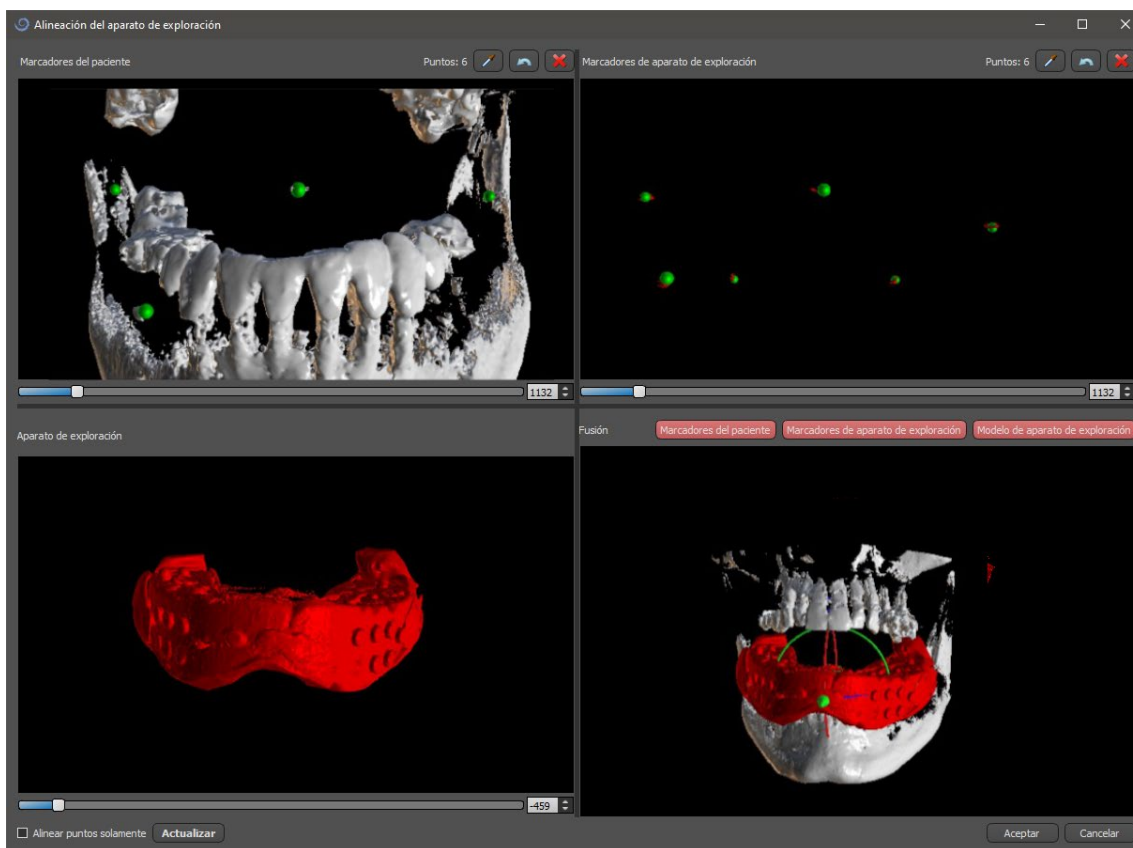 Alineación del aparato de exploración
Marcadores del paciente
Puntos: 6
Marcadores de aparato de exploración
Puntos: 6
1132
1132
Aparato de exploración
Fusión
Marcadores del paciente
Marcadores de aparato de exploración
Modelo de aparato de exploración
-459
Alinear puntos solamente
Actualizar
Aceptar
Cancelar